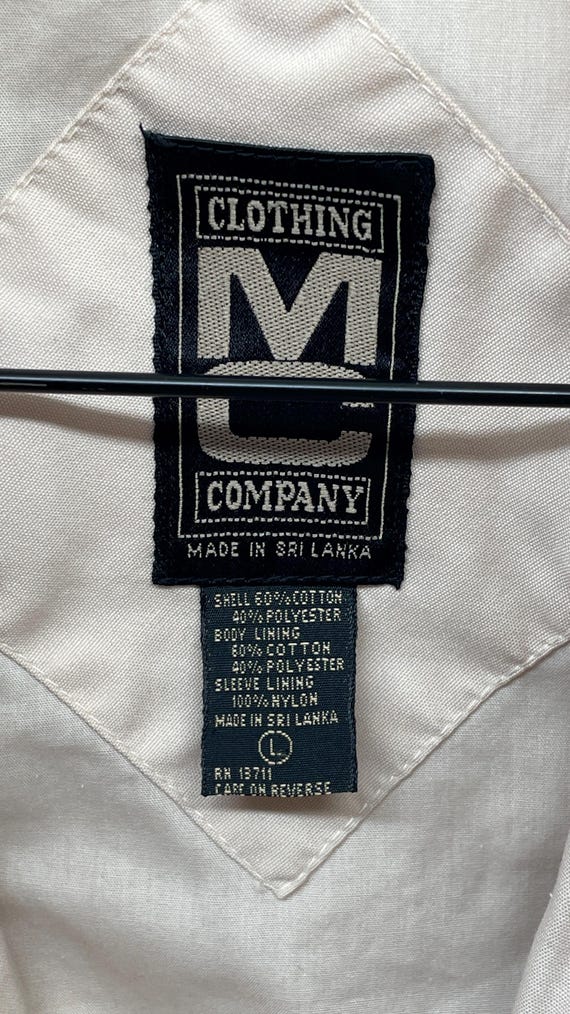 CLOTHING
MC
COMPANY
MADE IN SRI LANKA
SHELL 60% COTTON
40% POLYESTER
BODY LINING
60% COTTON
40% POLYESTER
SLEEVE LINING
100% NYLON
MADE IN SRI LANKA
L
RN 13711
CARE ON REVERSE